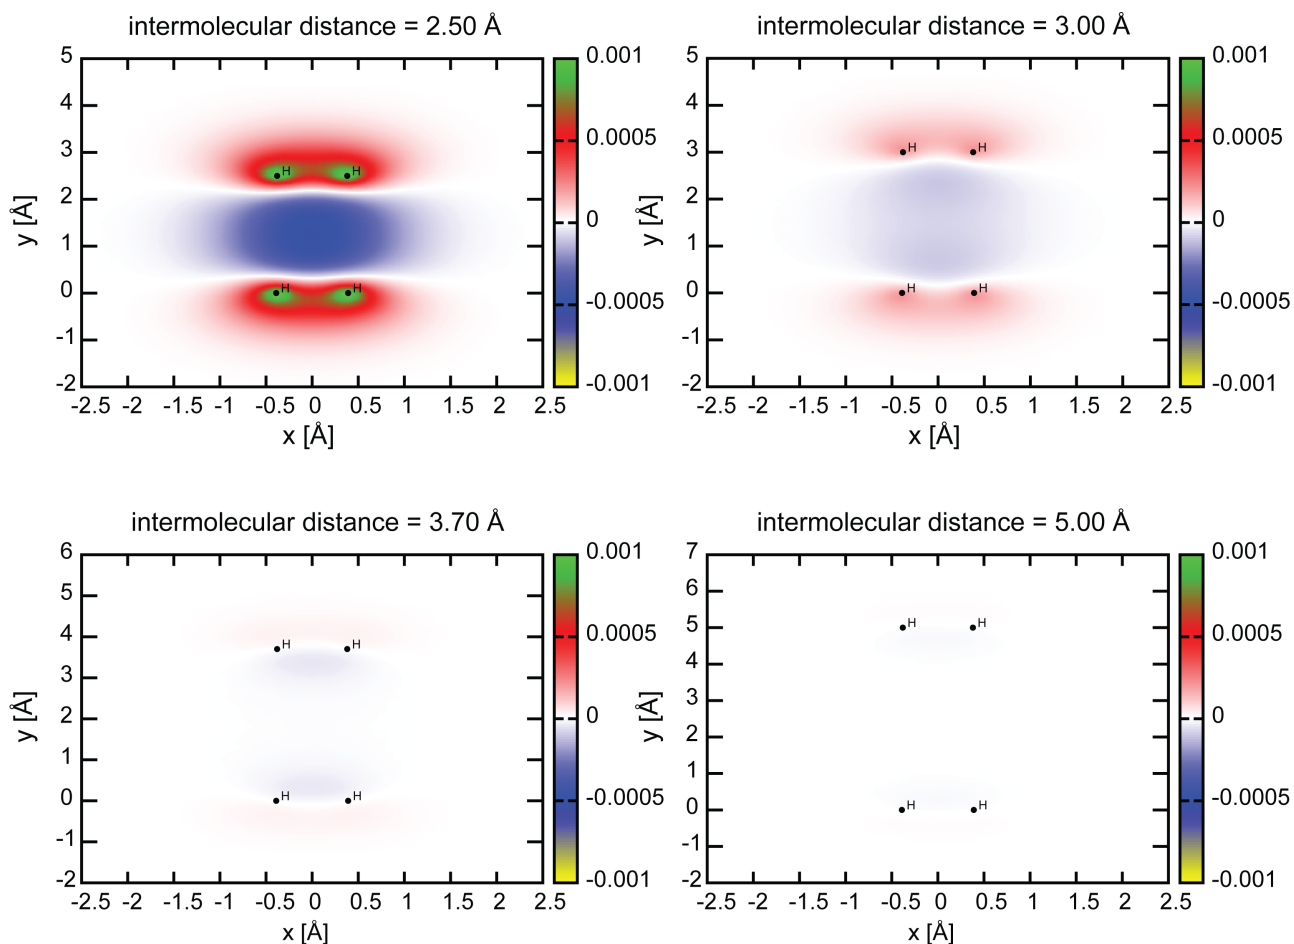 intermolecular distance = 2.50 Å
5
4
3
2
1
0
-1
-2
y [Å]
H H
H H
-2.5 -2 -1.5 -1 -0.5 0 0.5 1 1.5 2 2.5
x [Å]
0.001
0.0005
0
-0.0005
-0.001
intermolecular distance = 3.00 Å
5
4
3
2
1
0
-1
-2
y [Å]
H H
H H
-2.5 -2 -1.5 -1 -0.5 0 0.5 1 1.5 2 2.5
x [Å]
0.001
0.0005
0
-0.0005
-0.001
intermolecular distance = 3.70 Å
6
5
4
3
2
1
0
-1
-2
y [Å]
H H
H H
-2.5 -2 -1.5 -1 -0.5 0 0.5 1 1.5 2 2.5
x [Å]
0.001
0.0005
0
-0.0005
-0.001
intermolecular distance = 5.00 Å
7
6
5
4
3
2
1
0
-1
-2
y [Å]
H H
H H
-2.5 -2 -1.5 -1 -0.5 0 0.5 1 1.5 2 2.5
x [Å]
0.001
0.0005
0
-0.0005
-0.001